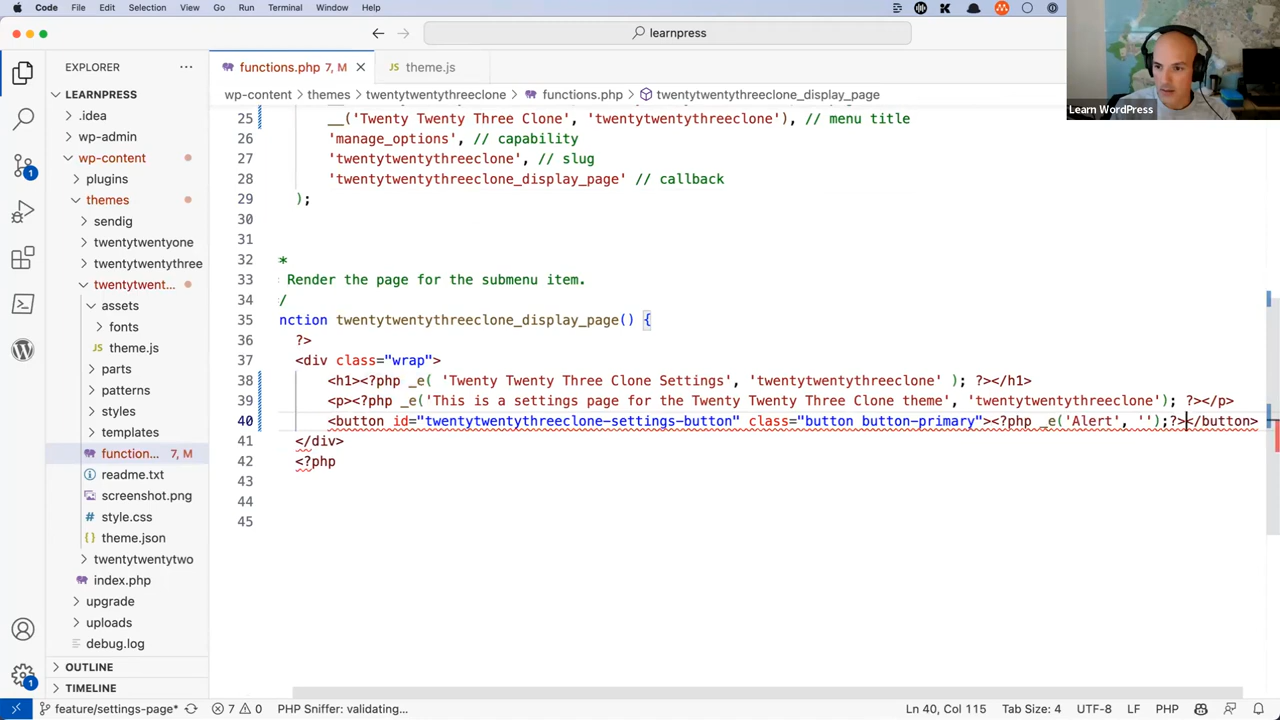 Code File Edit Selection View Go Run Terminal Window Help
learnpress
EXPLORER
functions.php 7, M
theme.js
LEARNPRESS
wp-content > themes > twentytwentythreeclone > functions.php > twentytwentythreeclone_display_page
Learn WordPress
.idea
wp-admin
wp-content
plugins
themes
sendig
twentytwentyone
twentytwentythree
twentytwent...
assets
fonts
theme.js
parts
patterns
styles
templates
function... 7, M
readme.txt
screenshot.png
style.css
theme.json
twentytwentytwo
index.php
upgrade
uploads
debug.log
OUTLINE
TIMELINE
25 __('Twenty Twenty Three Clone', 'twentytwentythreeclone'), // menu title
26 'manage_options', // capability
27 'twentytwentythreeclone', // slug
28 'twentytwentythreeclone_display_page' // callback
29 );
30
31
32 *
33 Render the page for the submenu item.
34 /
35 nction twentytwentythreeclone_display_page() {
36 ?>
37 <div class="wrap">
38 <h1><?php _e( 'Twenty Twenty Three Clone Settings', 'twentytwentythreeclone' ); ?></h1>
39 <p><?php _e('This is a settings page for the Twenty Twenty Three Clone theme', 'twentytwentythreeclone'); ?></p>
40 <button id="twentytwentythreeclone-settings-button" class="button button-primary"><?php _e('Alert', '');?></button>
41 </div>
42 <?php
43
44
45
1
1
feature/settings-page* 7 0 PHP Sniffer: validating... Ln 40, Col 115 Tab Size: 4 UTF-8 LF PHP